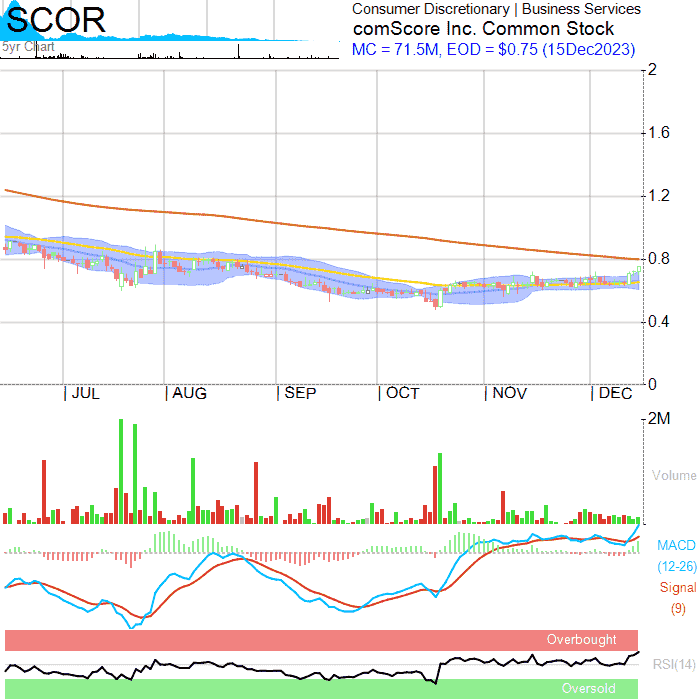 SCOR
5yr Chart
Consumer Discretionary | Business Services
comScore Inc. Common Stock
MC = 71.5M, EOD = $0.75 (15Dec2023)
2
1.6
1.2
0.8
0.4
0
| JUL | AUG | SEP | OCT | NOV | DEC
2M
Volume
MACD
(12-26)
Signal
(9)
Overbought
RSI(14)
Oversold